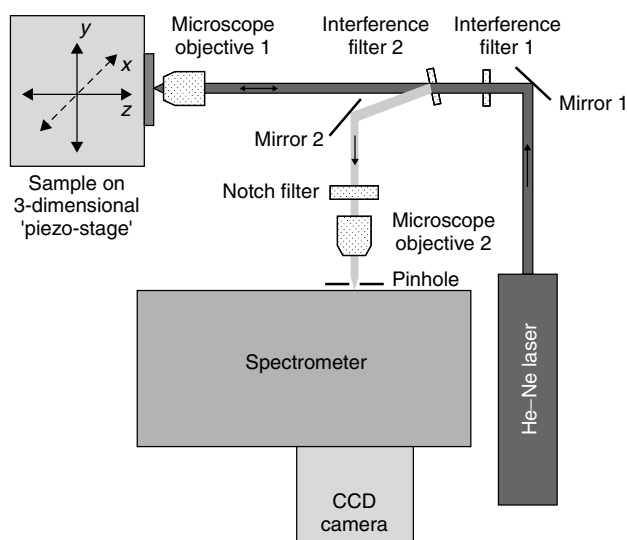 Microscope
objective 1
Interference
filter 2
Interference
filter 1
y
x
z
Mirror 1
Mirror 2
Sample on
3-dimensional
'piezo-stage'
Notch filter
Microscope
objective 2
Pinhole
Spectrometer
He–Ne laser
CCD
camera